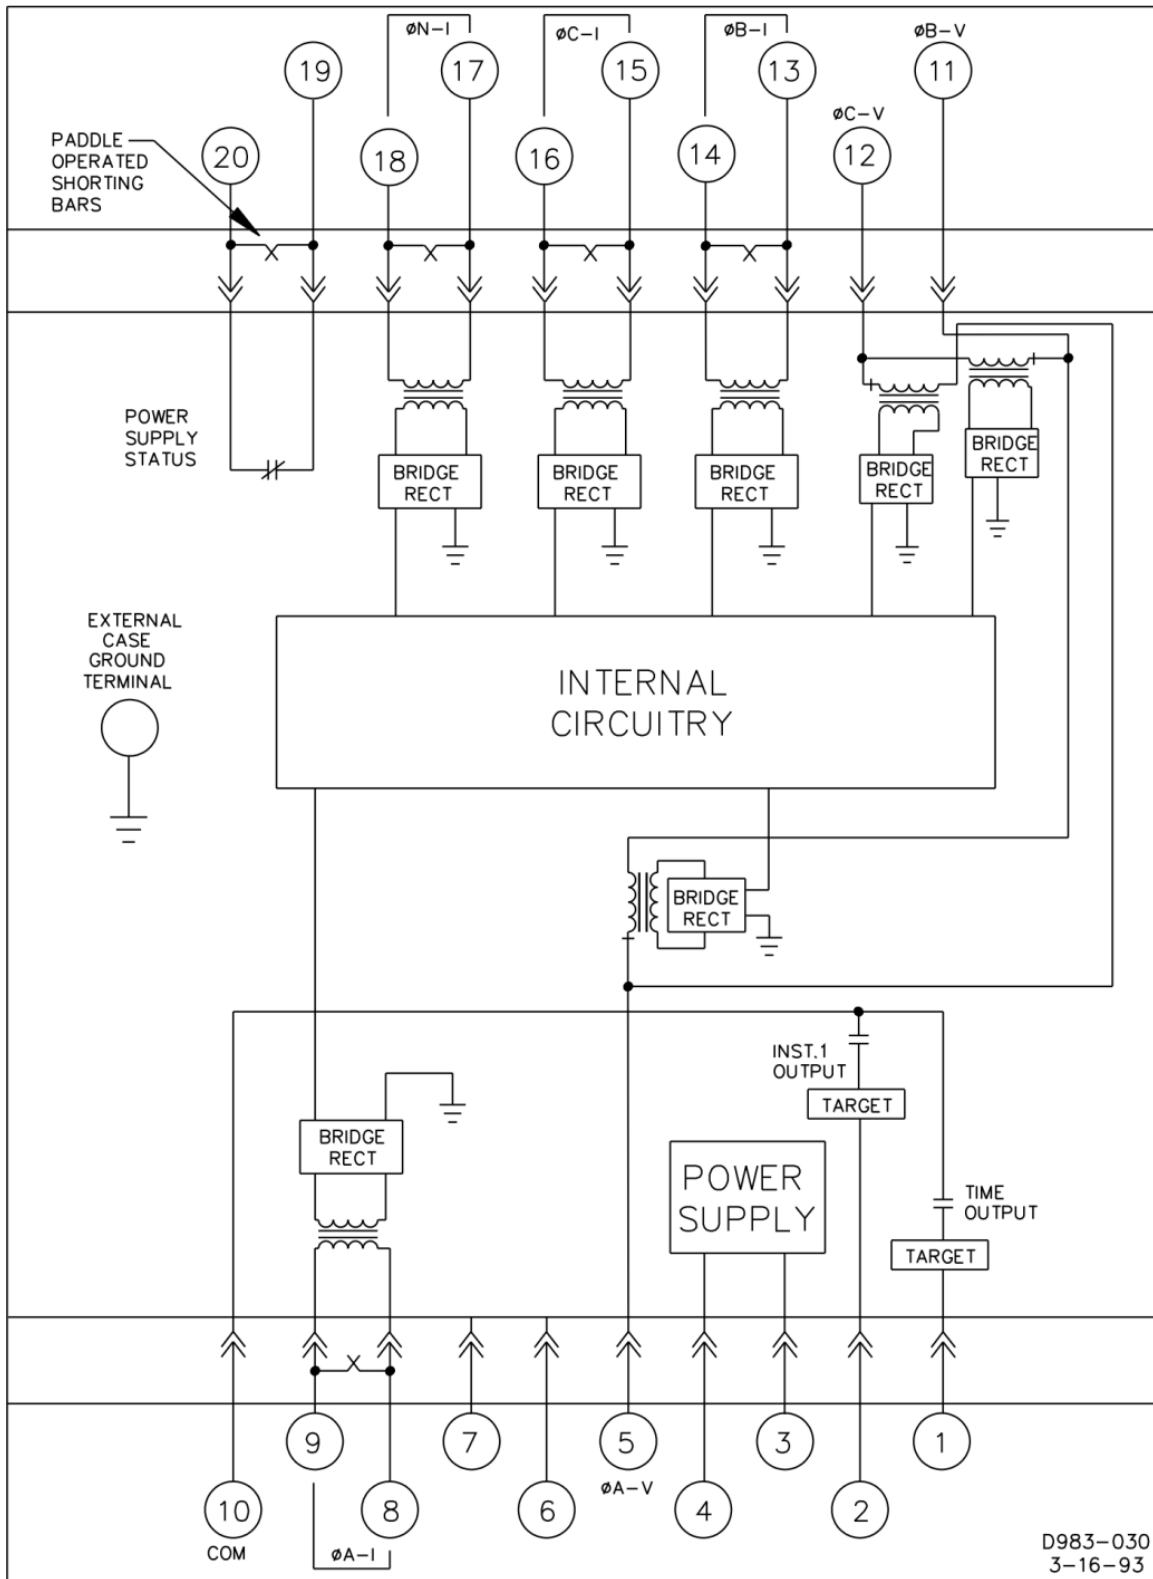 øN-I
øC-I
øB-I
øB-V
19
17
15
13
11
øC-V
PADDLE
OPERATED
SHORTING
BARS
20
18
16
14
12
POWER
SUPPLY
STATUS
BRIDGE
RECT
BRIDGE
RECT
BRIDGE
RECT
BRIDGE
RECT
BRIDGE
RECT
EXTERNAL
CASE
GROUND
TERMINAL
INTERNAL
CIRCUITRY
BRIDGE
RECT
INST.1
OUTPUT
TARGET
BRIDGE
RECT
POWER
SUPPLY
TIME
OUTPUT
TARGET
9
7
5
3
1
øA-V
10
8
6
4
2
COM
øA-I
D983-030
3-16-93